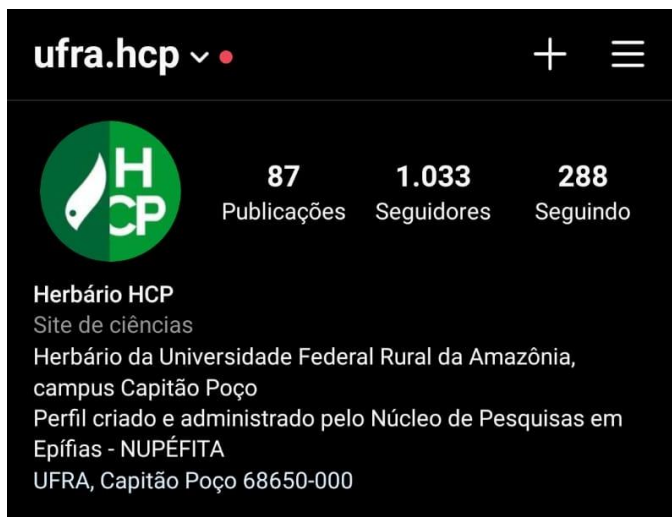 ufra.hcp
H
CP
87 1.033 288
Publicações Seguidores Seguindo
Herbário HCP
Site de ciências
Herbário da Universidade Federal Rural da Amazônia,
campus Capitão Poço
Perfil criado e administrado pelo Núcleo de Pesquisas em
Epífias - NUPÉFITA
UFRA, Capitão Poço 68650-000